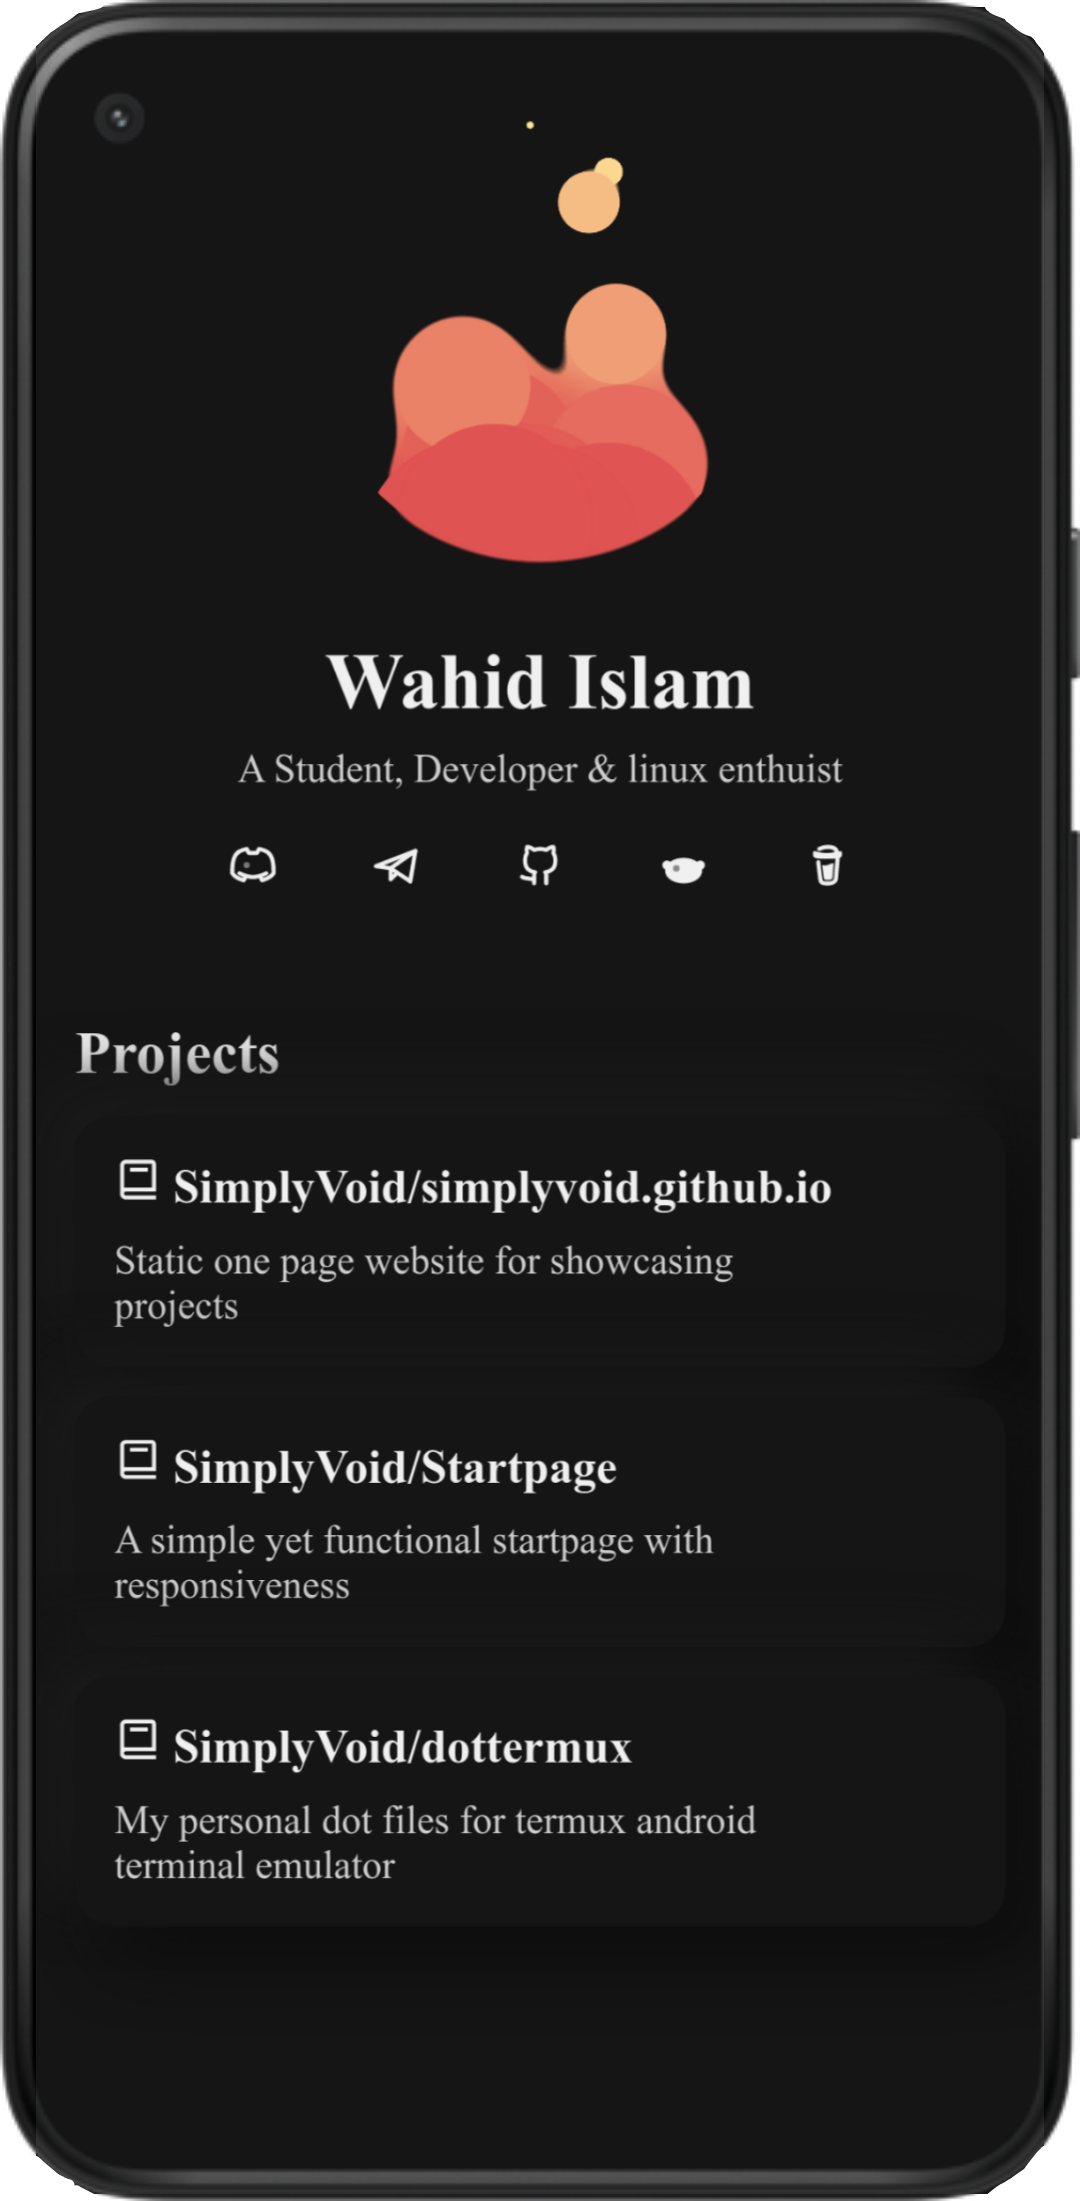 Wahid Islam
A Student, Developer & linux enthuist
Projects
SimplyVoid/simplyvoid.github.io
Static one page website for showcasing
projects
SimplyVoid/Startpage
A simple yet functional startpage with
responsiveness
SimplyVoid/dottermux
My personal dot files for termux android
terminal emulator